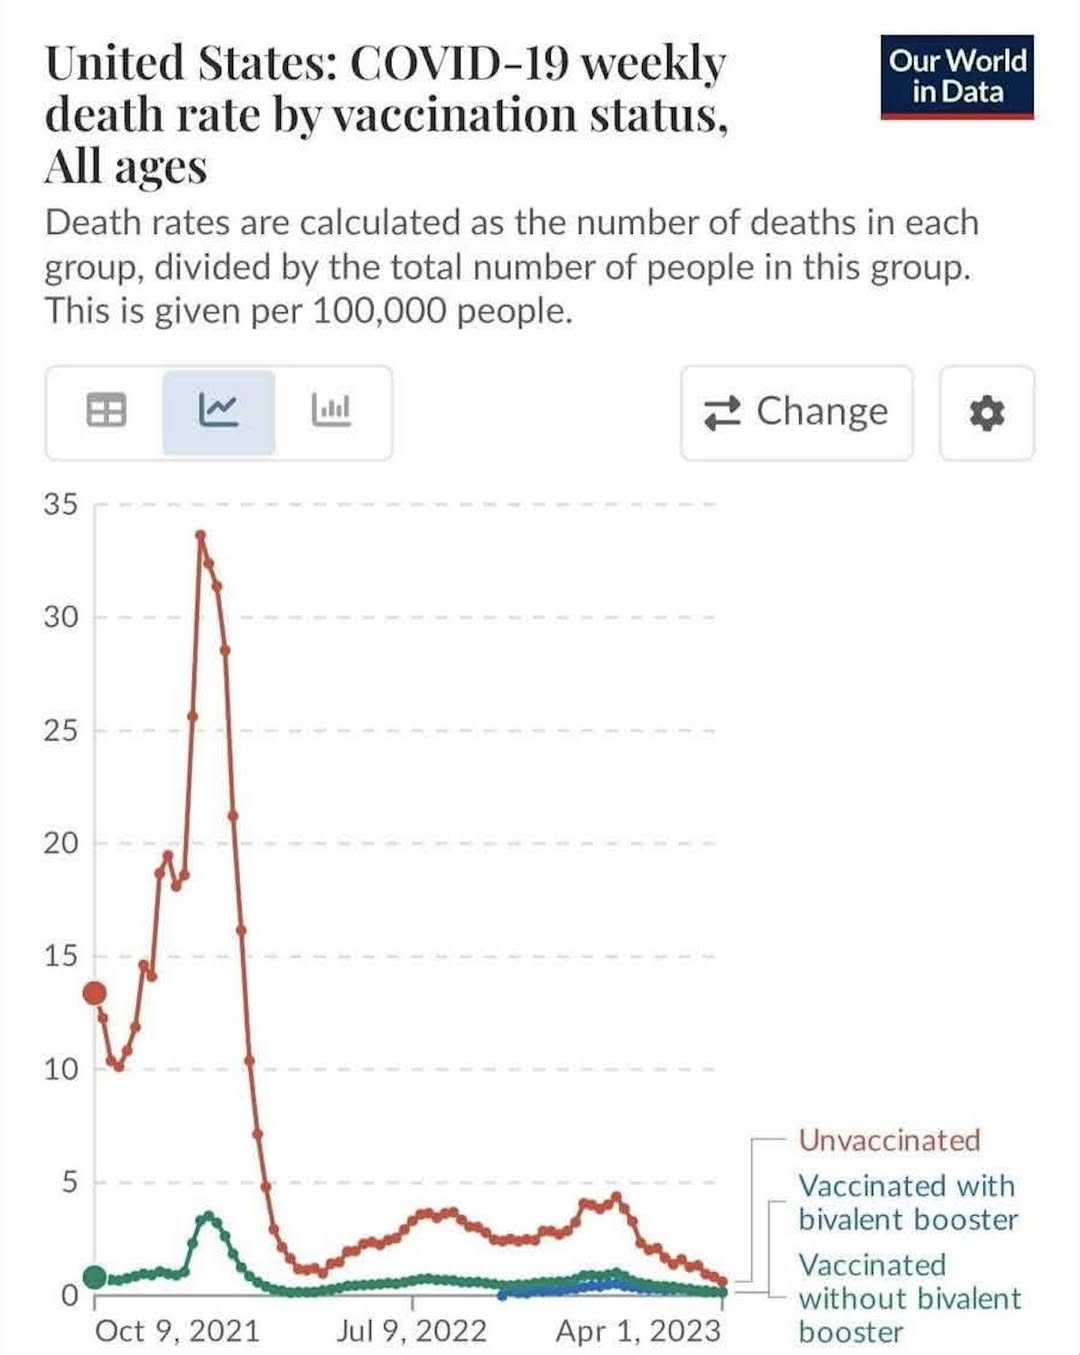 United States: COVID-19 weekly
death rate by vaccination status,
All ages
Our World
in Data
Death rates are calculated as the number of deaths in each
group, divided by the total number of people in this group.
This is given per 100,000 people.
Change
35
30
25
20
15
10
5
0
Unvaccinated
Vaccinated with
bivalent booster
Vaccinated
without bivalent
booster
Oct 9, 2021
Jul 9, 2022
Apr 1, 2023